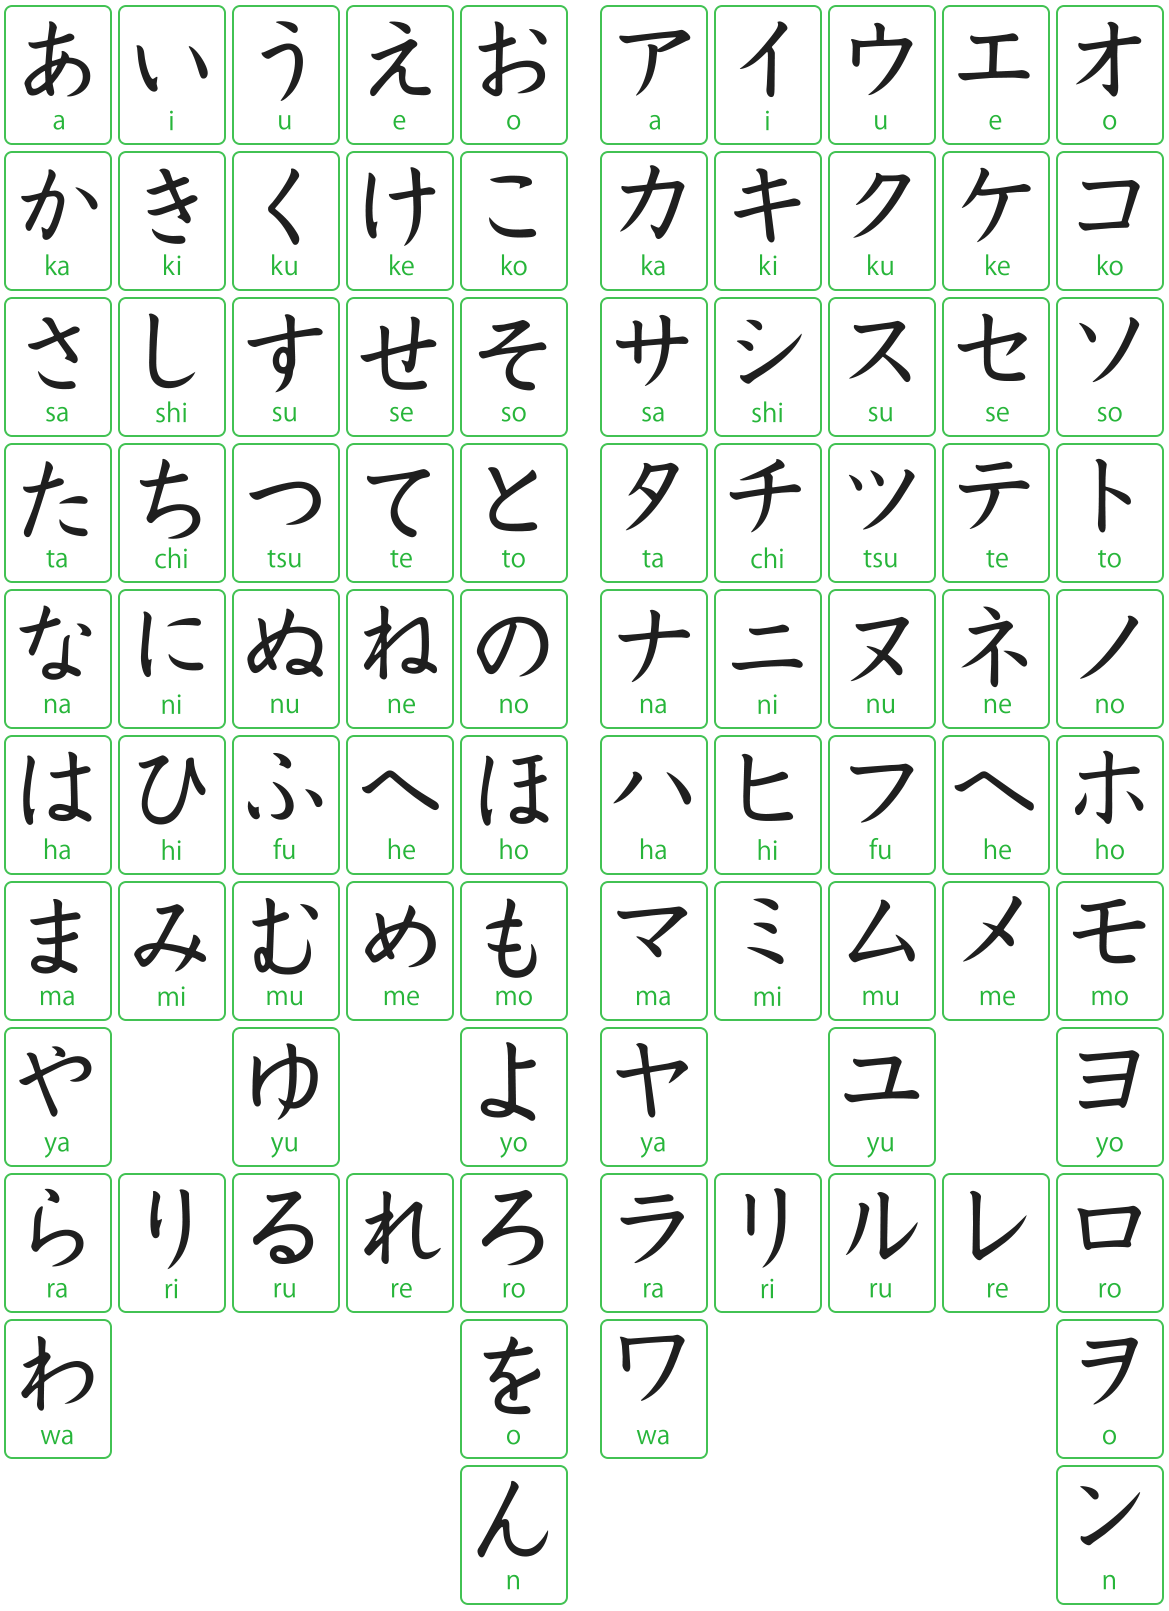 あ い う え お ア イ ウ エ オ
a i u e o a i u e o
か き く け こ カ キ ク ケ コ
ka ki ku ke ko ka ki ku ke ko
さ し す せ そ サ シ ス セ ソ
sa shi su se so sa shi su se so
た ち つ て と タ チ ツ テ ト
ta chi tsu te to ta chi tsu te to
な に ぬ ね の ナ ニ ヌ ネ ノ
na ni nu ne no na ni nu ne no
は ひ ふ へ ほ ハ ヒ フ ヘ ホ
ha hi fu he ho ha hi fu he ho
ま み む め も マ ミ ム メ モ
ma mi mu me mo ma mi mu me mo
や ゆ よ ヤ ユ ヨ
ya yu yo ya yu yo
ら り る れ ろ ラ リ ル レ ロ
ra ri ru re ro ra ri ru re ro
わ を ワ ヲ
wa o wa o
ん ン
n n